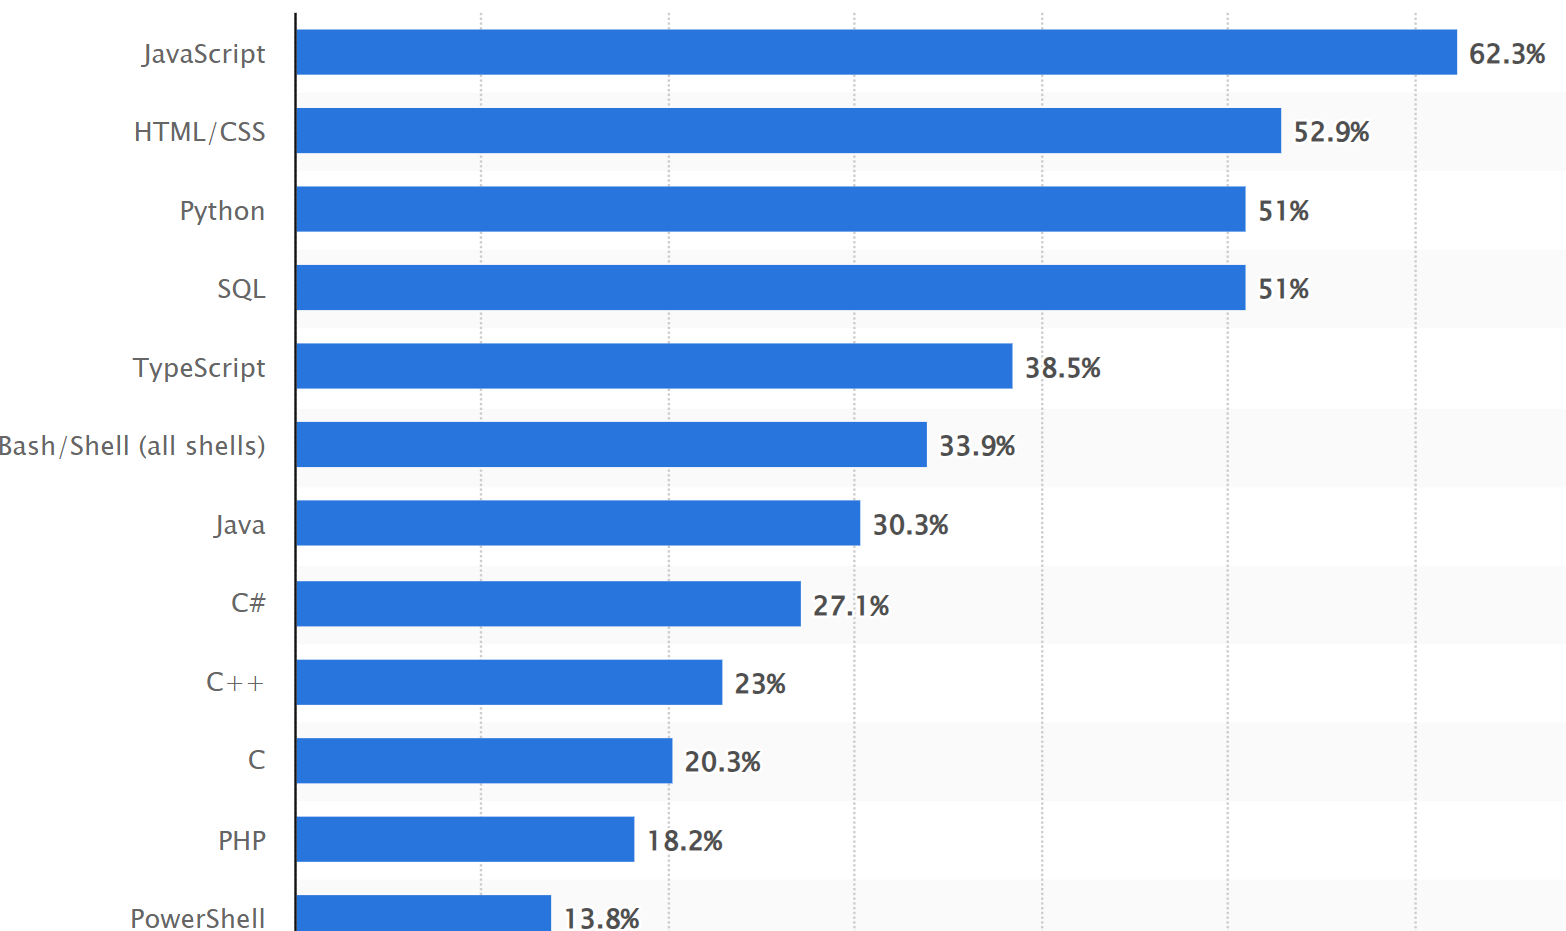 JavaScript 62.3%
HTML/CSS 52.9%
Python 51%
SQL 51%
TypeScript 38.5%
Bash/Shell (all shells) 33.9%
Java 30.3%
C# 27.1%
C++ 23%
C 20.3%
PHP 18.2%
PowerShell 13.8%